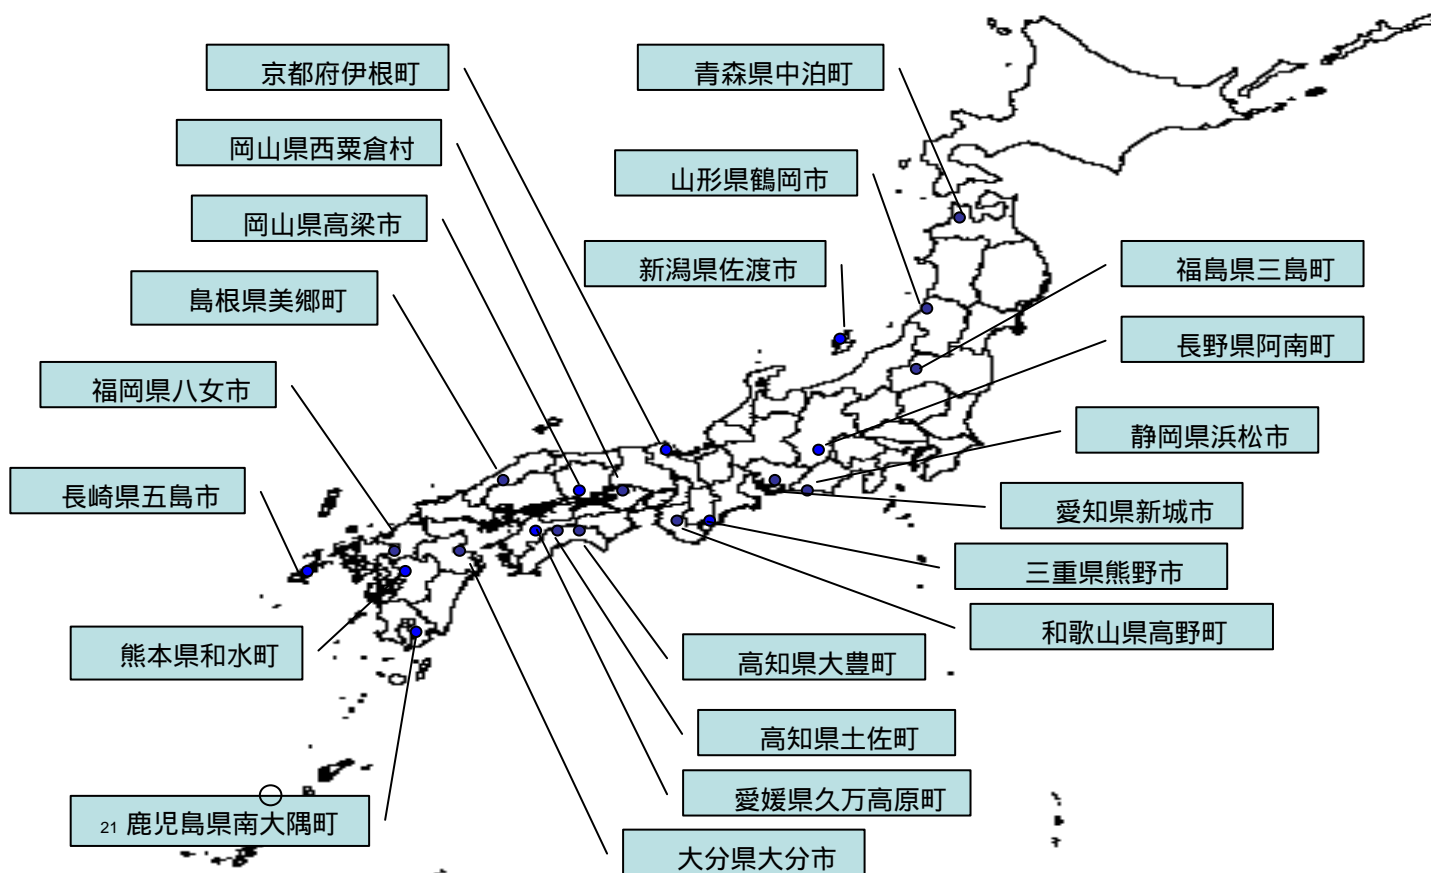 京都府伊根町
青森県中泊町
岡山県西粟倉村
山形県鶴岡市
岡山県高梁市
新潟県佐渡市
福島県三島町
島根県美郷町
長野県阿南町
福岡県八女市
静岡県浜松市
長崎県五島市
愛知県新城市
三重県熊野市
和歌山県高野町
熊本県和水町
高知県大豊町
高知県土佐町
愛媛県久万高原町
21 鹿児島県南大隅町
大分県大分市